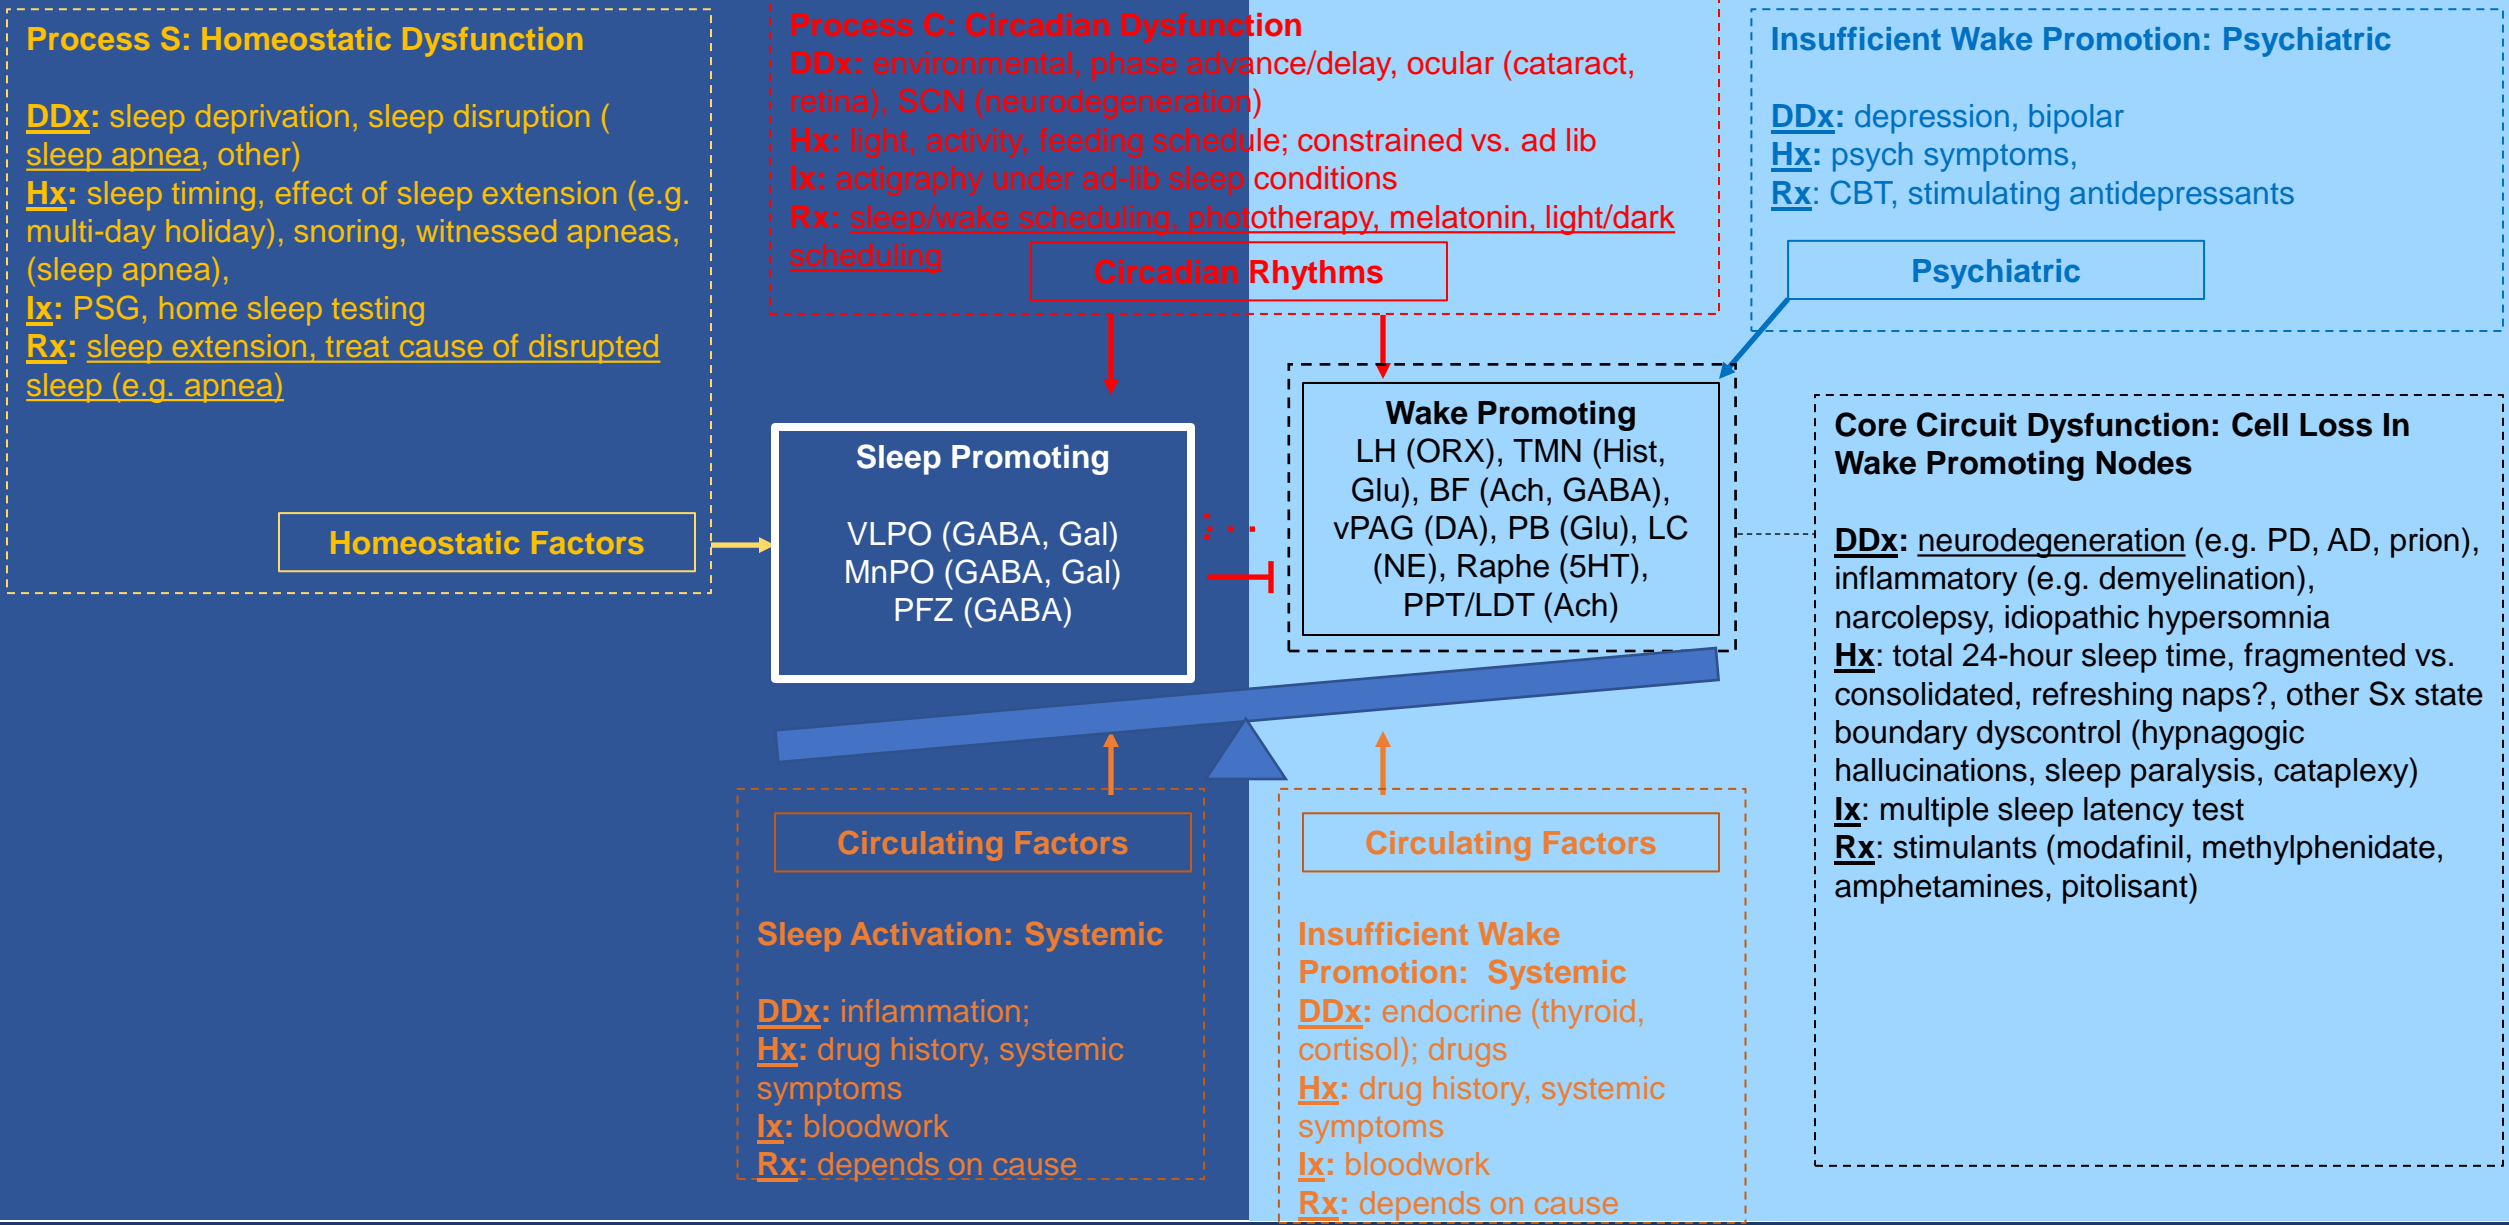 Process S: Homeostatic Dysfunction
DDx: sleep deprivation, sleep disruption (
sleep apnea, other)
Hx: sleep timing, effect of sleep extension (e.g.
multi-day holiday), snoring, witnessed apneas,
(sleep apnea),
Ix: PSG, home sleep testing
Rx: sleep extension, treat cause of disrupted
sleep (e.g. apnea)
Homeostatic Factors
Process C: Circadian Dysfunction
DDx: environmental, phase advance/delay, ocular (cataract,
retina), SCN (neurodegeneration)
Hx: light, activity, feeding schedule; constrained vs. ad lib
Ix: actigraphy under ad-lib sleep conditions
Rx: sleep/wake scheduling, phototherapy, melatonin, light/dark
scheduling
Circadian Rhythms
Insufficient Wake Promotion: Psychiatric
DDx: depression, bipolar
Hx: psych symptoms,
Rx: CBT, stimulating antidepressants
Psychiatric
Sleep Promoting
VLPO (GABA, Gal)
MnPO (GABA, Gal)
PFZ (GABA)
Wake Promoting
LH (ORX), TMN (Hist,
Glu), BF (Ach, GABA),
vPAG (DA), PB (Glu), LC
(NE), Raphe (5HT),
PPT/LDT (Ach)
Core Circuit Dysfunction: Cell Loss In
Wake Promoting Nodes
DDx: neurodegeneration (e.g. PD, AD, prion),
inflammatory (e.g. demyelination),
narcolepsy, idiopathic hypersomnia
Hx: total 24-hour sleep time, fragmented vs.
consolidated, refreshing naps?, other Sx state
boundary dyscontrol (hypnagogic
hallucinations, sleep paralysis, cataplexy)
Ix: multiple sleep latency test
Rx: stimulants (modafinil, methylphenidate,
amphetamines, pitolisant)
Circulating Factors
Sleep Activation: Systemic
DDx: inflammation;
Hx: drug history, systemic
symptoms
Ix: bloodwork
Rx: depends on cause
Circulating Factors
Insufficient Wake
Promotion: Systemic
DDx: endocrine (thyroid,
cortisol); drugs
Hx: drug history, systemic
symptoms
Ix: bloodwork
Rx: depends on cause